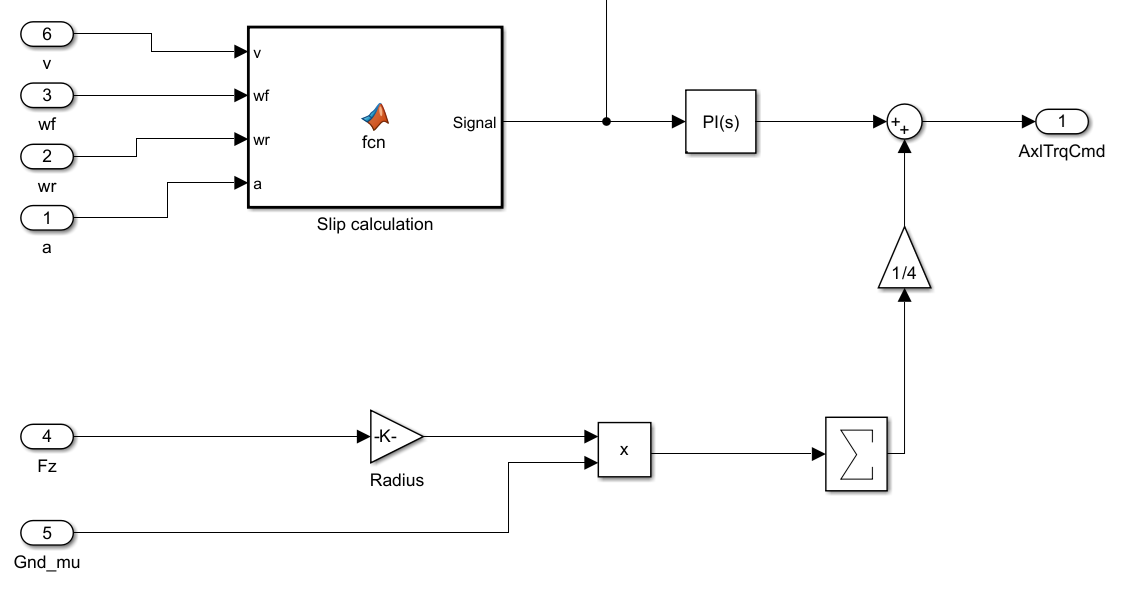 6
v
3
wf
2
wr
1
a
v
wf
wr
a
fcn
Signal
Slip calculation
PI(s)
+
+
1
AxlTrqCmd
1/4
4
Fz
-K-
Radius
x
Σ
5
Gnd_mu